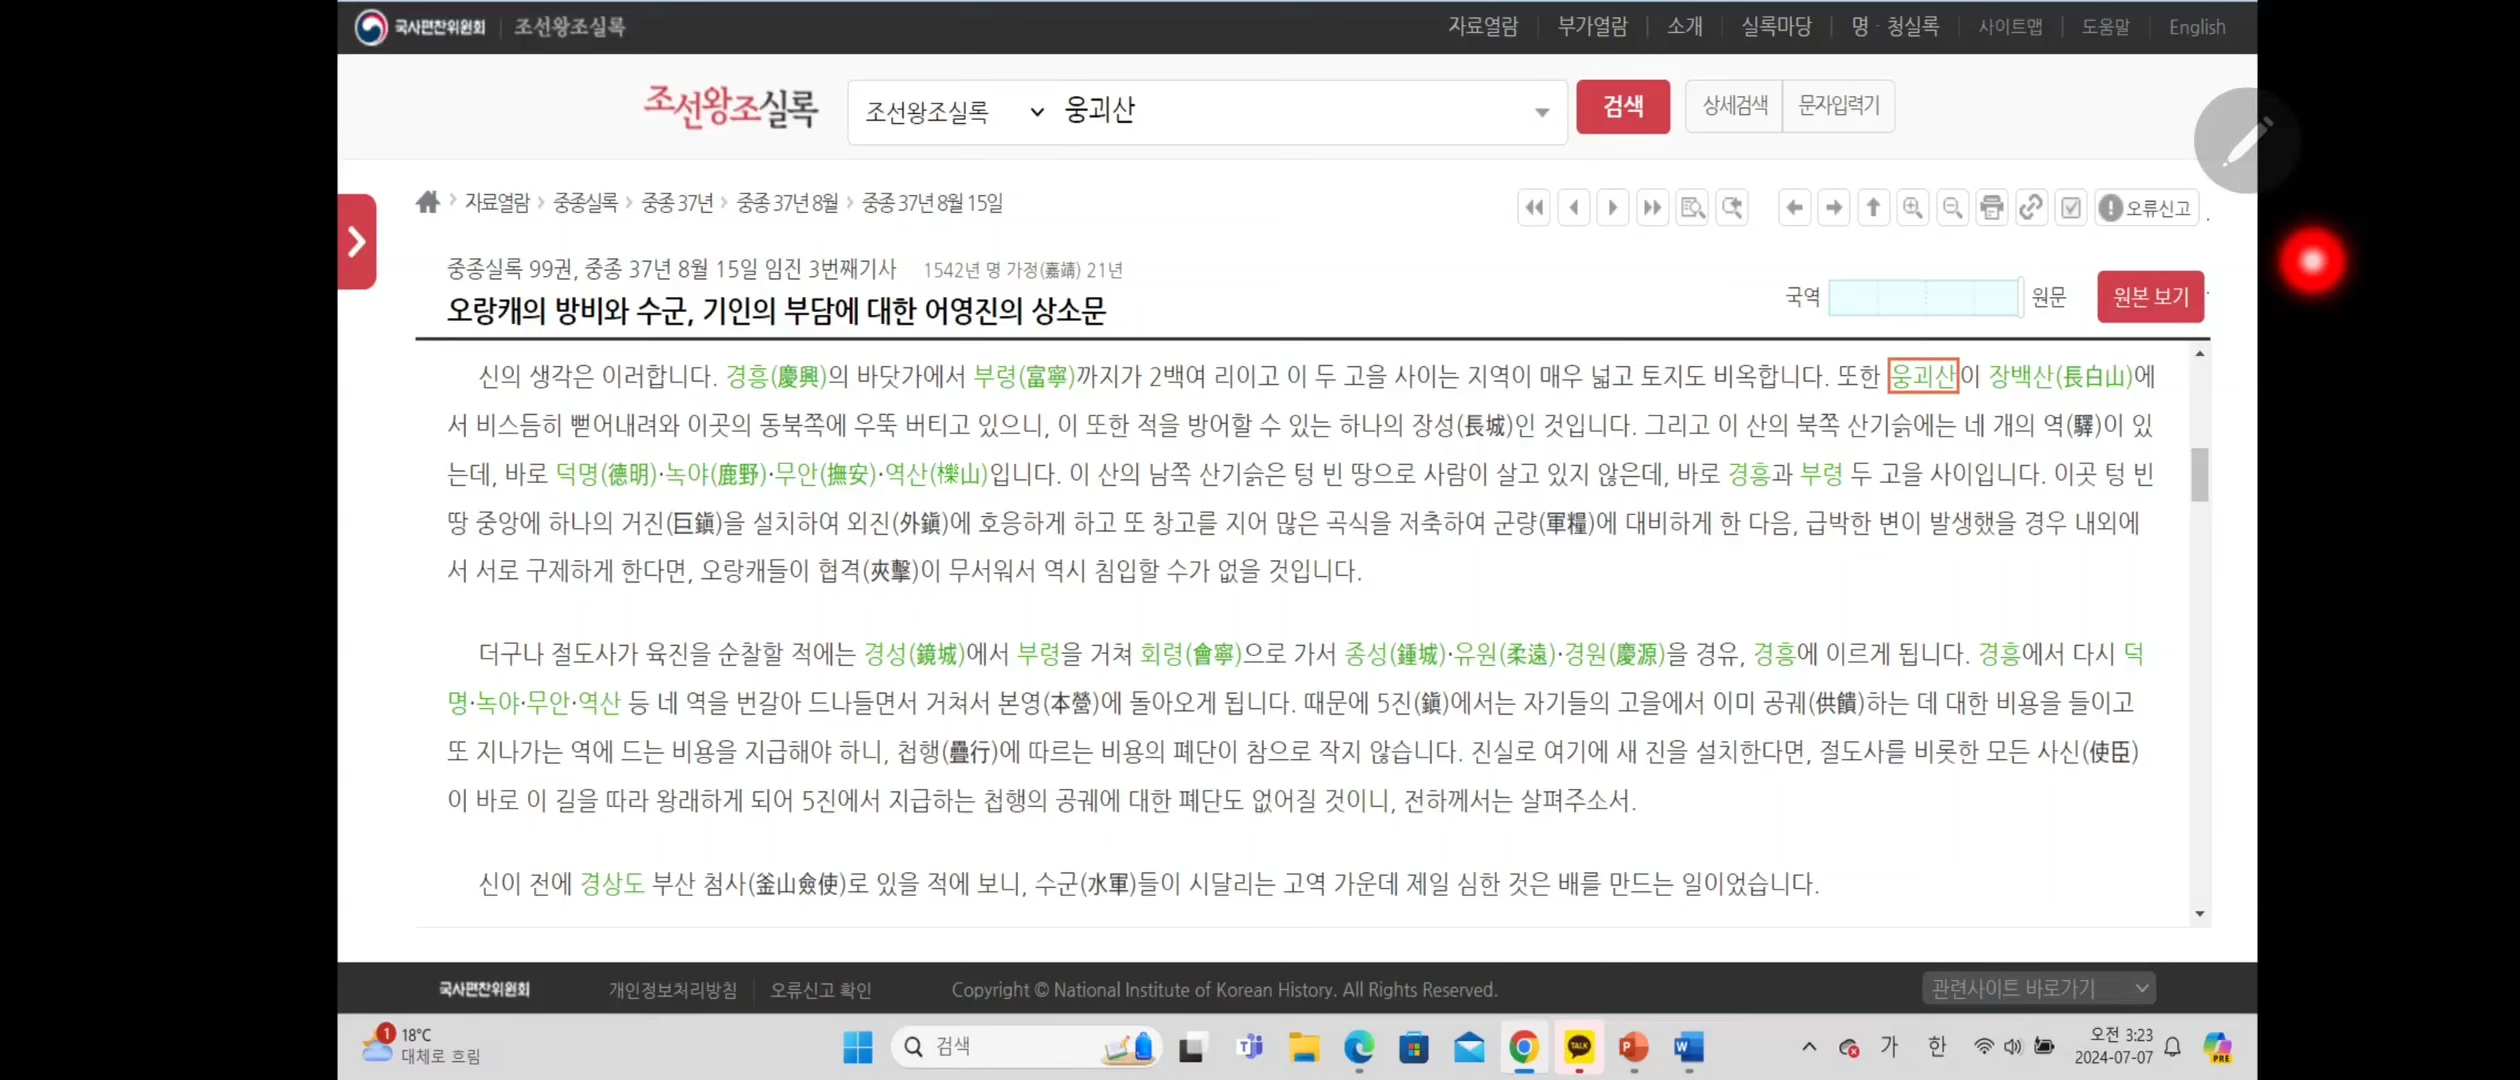 국사편찬위원회 조선왕조실록 자료열람 부가열람 소개 실록마당 명·청실록 사이트맵 도움말 English
조선왕조실록 조선왕조실록 웅괴산 검색 상세검색 문자입력기
자료열람 > 중종실록 > 중종 37년 > 중종 37년 8월 > 중종 37년 8월 15일 오류신고
중종실록 99권, 중종 37년 8월 15일 임진 3번째기사 1542년 명 가정(嘉靖) 21년
오랑캐의 방비와 수군, 기인의 부담에 대한 어영진의 상소문
국역 원문 원본 보기
신의 생각은 이러합니다. 경흥(慶興)의 바닷가에서 부령(富寧)까지가 2백여 리이고 이 두 고을 사이는 지역이 매우 넓고 토지도 비옥합니다. 또한 웅괴산이 장백산(長白山)에
서 비스듬히 뻗어내려와 이곳의 동북쪽에 우뚝 버티고 있으니, 이 또한 적을 방어할 수 있는 하나의 장성(長城)인 것입니다. 그리고 이 산의 북쪽 산기슭에는 네 개의 역(驛)이 있
는데, 바로 덕명(德明)·녹야(鹿野)·무안(撫安)·역산(櫟山)입니다. 이 산의 남쪽 산기슭은 텅 빈 땅으로 사람이 살고 있지 않은데, 바로 경흥과 부령 두 고을 사이입니다. 이곳 텅 빈
땅 중앙에 하나의 거진(巨鎭)을 설치하여 외진(外鎭)에 호응하게 하고 또 창고를 지어 많은 곡식을 저축하여 군량(軍糧)에 대비하게 한 다음, 급박한 변이 발생했을 경우 내외에
서 서로 구제하게 한다면, 오랑캐들이 협격(夾擊)이 무서워서 역시 침입할 수가 없을 것입니다.
더구나 절도사가 육진을 순찰할 적에는 경성(鏡城)에서 부령을 거쳐 회령(會寧)으로 가서 종성(鍾城)·유원(柔遠)·경원(慶源)을 경유, 경흥에 이르게 됩니다. 경흥에서 다시 덕
명·녹야·무안·역산 등 네 역을 번갈아 드나들면서 거쳐서 본영(本營)에 돌아오게 됩니다. 때문에 5진(鎭)에서는 자기들의 고을에서 이미 공궤(供饋)하는 데 대한 비용을 들이고
또 지나가는 역에 드는 비용을 지급해야 하니, 첩행(疊行)에 따르는 비용의 폐단이 참으로 작지 않습니다. 진실로 여기에 새 진을 설치한다면, 절도사를 비롯한 모든 사신(使臣)
이 바로 이 길을 따라 왕래하게 되어 5진에서 지급하는 첩행의 공궤에 대한 폐단도 없어질 것이니, 전하께서는 살펴주소서.
신이 전에 경상도 부산 첨사(釜山僉使)로 있을 적에 보니, 수군(水軍)들이 시달리는 고역 가운데 제일 심한 것은 배를 만드는 일이었습니다.
국사편찬위원회 개인정보처리방침 오류신고 확인 Copyright © National Institute of Korean History. All Rights Reserved. 관련사이트 바로가기
1 18°C
대체로 흐림
검색 TALK 가 한 PRE
오전 3:23
2024-07-07